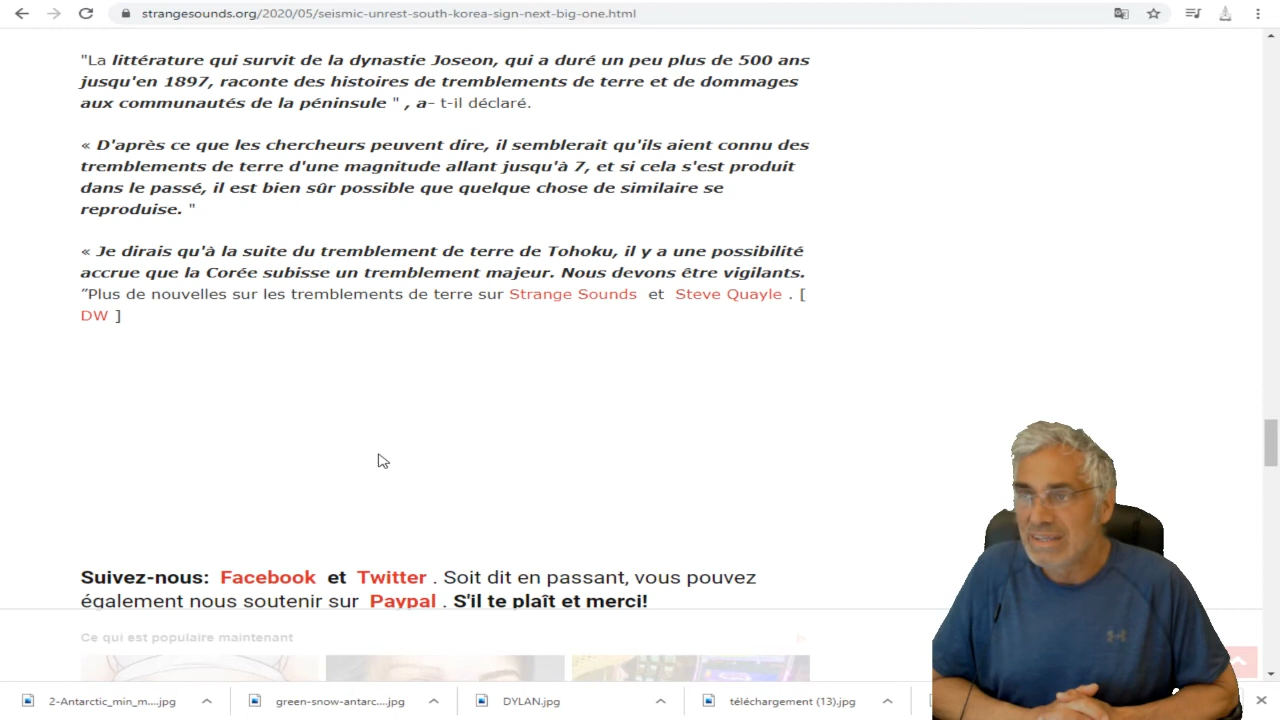 strangesounds.org/2020/05/seismic-unrest-south-korea-sign-next-big-one.html
"La littérature qui survit de la dynastie Joseon, qui a duré un peu plus de 500 ans
jusqu'en 1897, raconte des histoires de tremblements de terre et de dommages
aux communautés de la péninsule " , a- t-il déclaré.
« D'après ce que les chercheurs peuvent dire, il semblerait qu'ils aient connu des
tremblements de terre d'une magnitude allant jusqu'à 7, et si cela s'est produit
dans le passé, il est bien sûr possible que quelque chose de similaire se
reproduise. "
« Je dirais qu'à la suite du tremblement de terre de Tohoku, il y a une possibilité
accrue que la Corée subisse un tremblement majeur. Nous devons être vigilants.
˝Plus de nouvelles sur les tremblements de terre sur Strange Sounds et Steve Quayle . [
DW ]
Suivez-nous: Facebook et Twitter . Soit dit en passant, vous pouvez
également nous soutenir sur Paypal . S'il te plaît et merci!
Ce qui est populaire maintenant
2-Antarctic_min_m....jpg green-snow-antarc....jpg DYLAN.jpg téléchargement (13).jpg